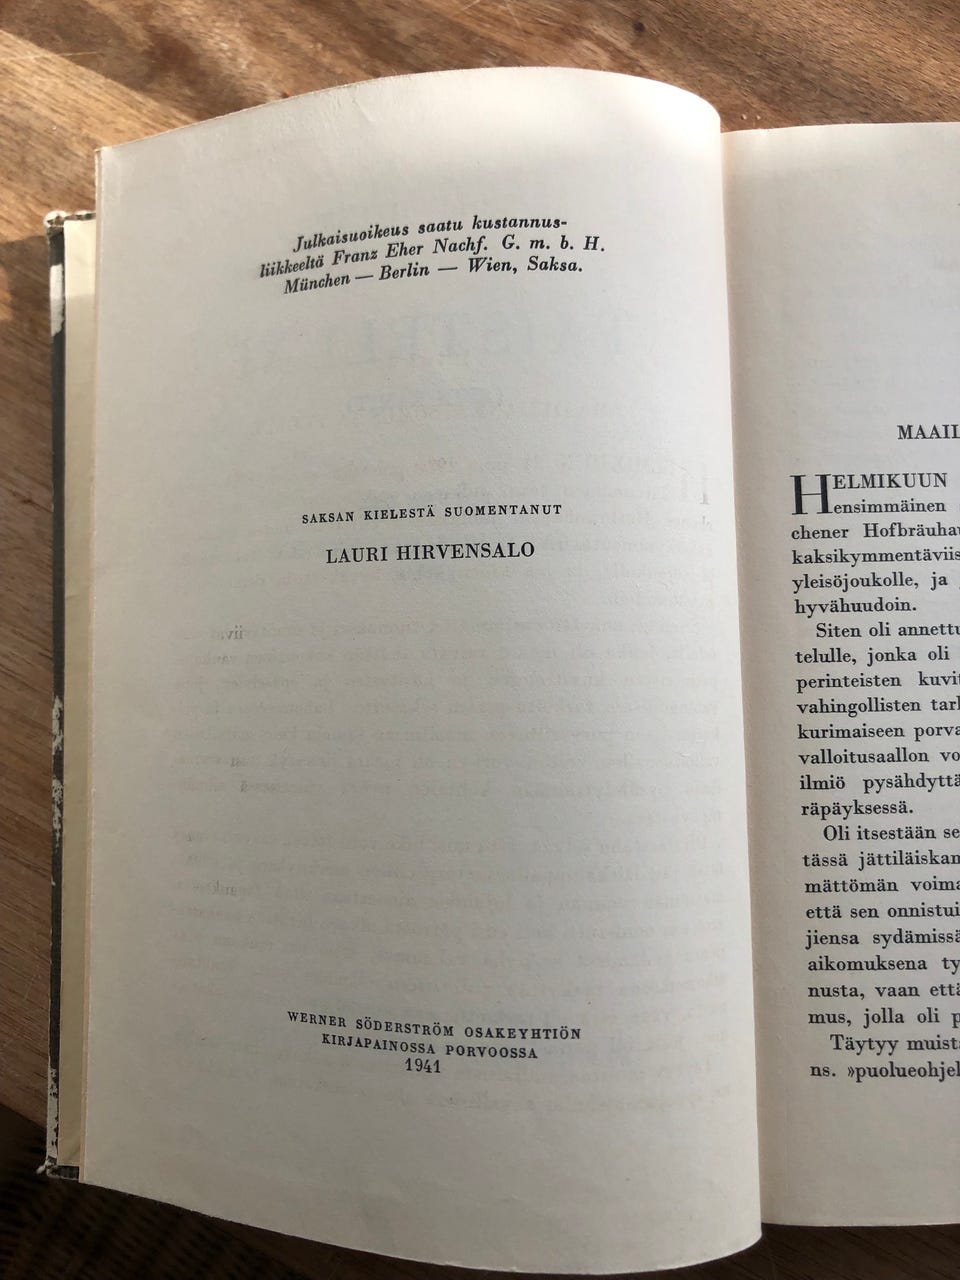 Julkaisuoikeus saatu kustannus-
liikkeeltä Franz Eher Nachf. G. m. b. H.
München — Berlin — Wien, Saksa.
SAKSAN KIELESTÄ SUOMENTANUT
LAURI HIRVENSALO
WERNER SÖDERSTRÖM OSAKEYHTIÖN
KIRJAPAINOSSA PORVOOSSA
1941
MAAIL
HELMIKUUN
ensimmäinen
chener Hofbräuhau
kaksikymmentäviis
yleisöjoukolle, ja
hyvähuudoin.
Siten oli annettu
telulle, jonka oli
perinteisten kuvit
vahingollisten tark
kurimaiseen porva
valloitusaallon vo
ilmiö pysähdyttä
räpäyksessä.
Oli itsestään se
tässä jättiläiskam
mättömän voima
että sen onnistui
jiensa sydämissä
aikomuksena ty
nusta, vaan että
mus, jolla oli p
Täytyy muista
ns. »puolueohjel